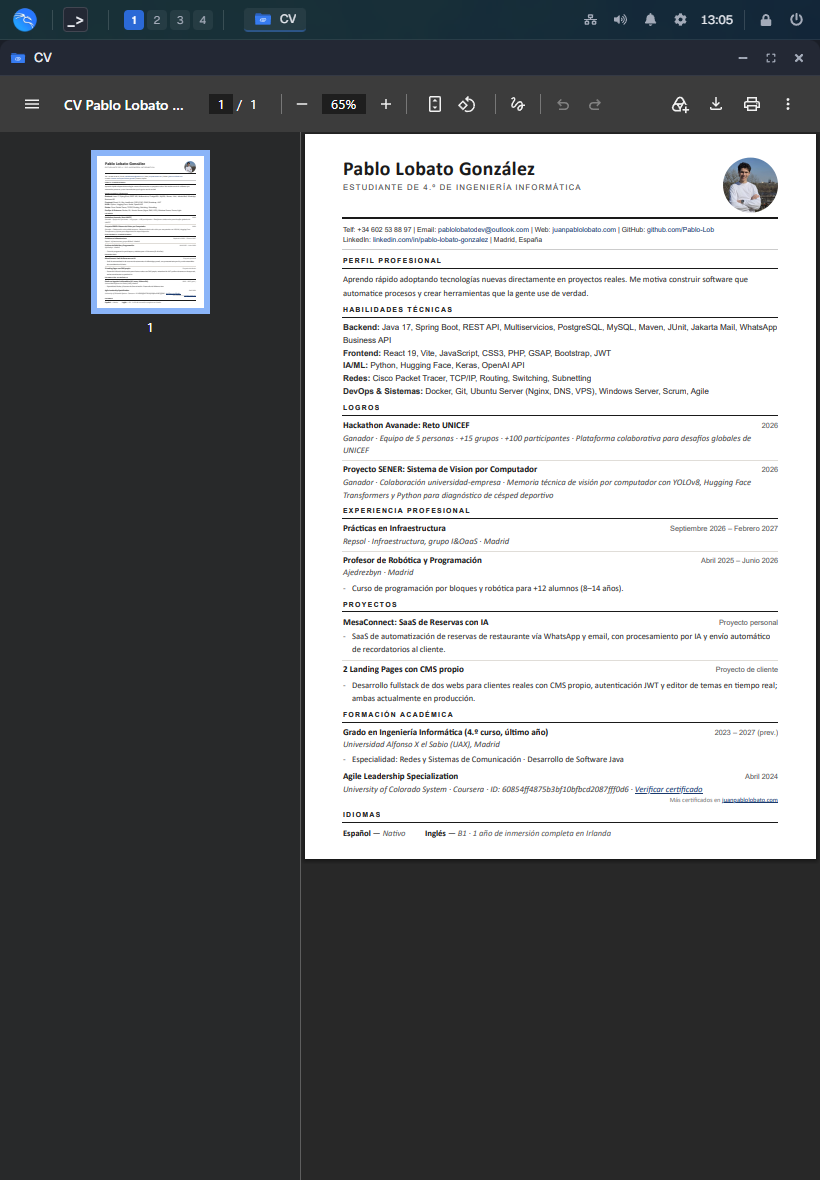 >_
1 2 3 4
CV
13:05
CV
CV Pablo Lobato ...
1 / 1
65%
1
Pablo Lobato González
ESTUDIANTE DE 4.º DE INGENIERÍA INFORMÁTICA
Telf: +34 602 53 88 97 | Email: pablolobatodev@outlook.com | Web: juanpablolobato.com | GitHub: github.com/Pablo-Lob
LinkedIn: linkedin.com/in/pablo-lobato-gonzalez | Madrid, España
PERFIL PROFESIONAL
Aprendo rápido adoptando tecnologías nuevas directamente en proyectos reales. Me motiva construir software que
automatice procesos y crear herramientas que la gente use de verdad.
HABILIDADES TÉCNICAS
Backend: Java 17, Spring Boot, REST API, Multiservicios, PostgreSQL, MySQL, Maven, JUnit, Jakarta Mail, WhatsApp
Business API
Frontend: React 19, Vite, JavaScript, CSS3, PHP, GSAP, Bootstrap, JWT
IA/ML: Python, Hugging Face, Keras, OpenAI API
Redes: Cisco Packet Tracer, TCP/IP, Routing, Switching, Subnetting
DevOps & Sistemas: Docker, Git, Ubuntu Server (Nginx, DNS, VPS), Windows Server, Scrum, Agile
LOGROS
Hackathon Avanade: Reto UNICEF 2026
Ganador · Equipo de 5 personas · +15 grupos · +100 participantes · Plataforma colaborativa para desafíos globales de
UNICEF
Proyecto SENER: Sistema de Vision por Computador 2026
Ganador · Colaboración universidad-empresa · Memoria técnica de visión por computador con YOLOv8, Hugging Face
Transformers y Python para diagnóstico de césped deportivo
EXPERIENCIA PROFESIONAL
Prácticas en Infraestructura Septiembre 2026 – Febrero 2027
Repsol · Infraestructura, grupo I&OaaS · Madrid
Profesor de Robótica y Programación Abril 2025 – Junio 2026
Ajedrezbyn · Madrid
- Curso de programación por bloques y robótica para +12 alumnos (8–14 años).
PROYECTOS
MesaConnect: SaaS de Reservas con IA Proyecto personal
- SaaS de automatización de reservas de restaurante vía WhatsApp y email, con procesamiento por IA y envío automático
de recordatorios al cliente.
2 Landing Pages con CMS propio Proyecto de cliente
- Desarrollo fullstack de dos webs para clientes reales con CMS propio, autenticación JWT y editor de temas en tiempo real;
ambas actualmente en producción.
FORMACIÓN ACADÉMICA
Grado en Ingeniería Informática (4.º curso, último año) 2023 – 2027 (prev.)
Universidad Alfonso X el Sabio (UAX), Madrid
- Especialidad: Redes y Sistemas de Comunicación · Desarrollo de Software Java
Agile Leadership Specialization Abril 2024
University of Colorado System · Coursera · ID: 60854ff4875b3bf10bfbcd2087fff0d6 · Verificar certificado
Más certificados en juanpablolobato.com
IDIOMAS
Español — Nativo Inglés — B1 · 1 año de inmersión completa en Irlanda